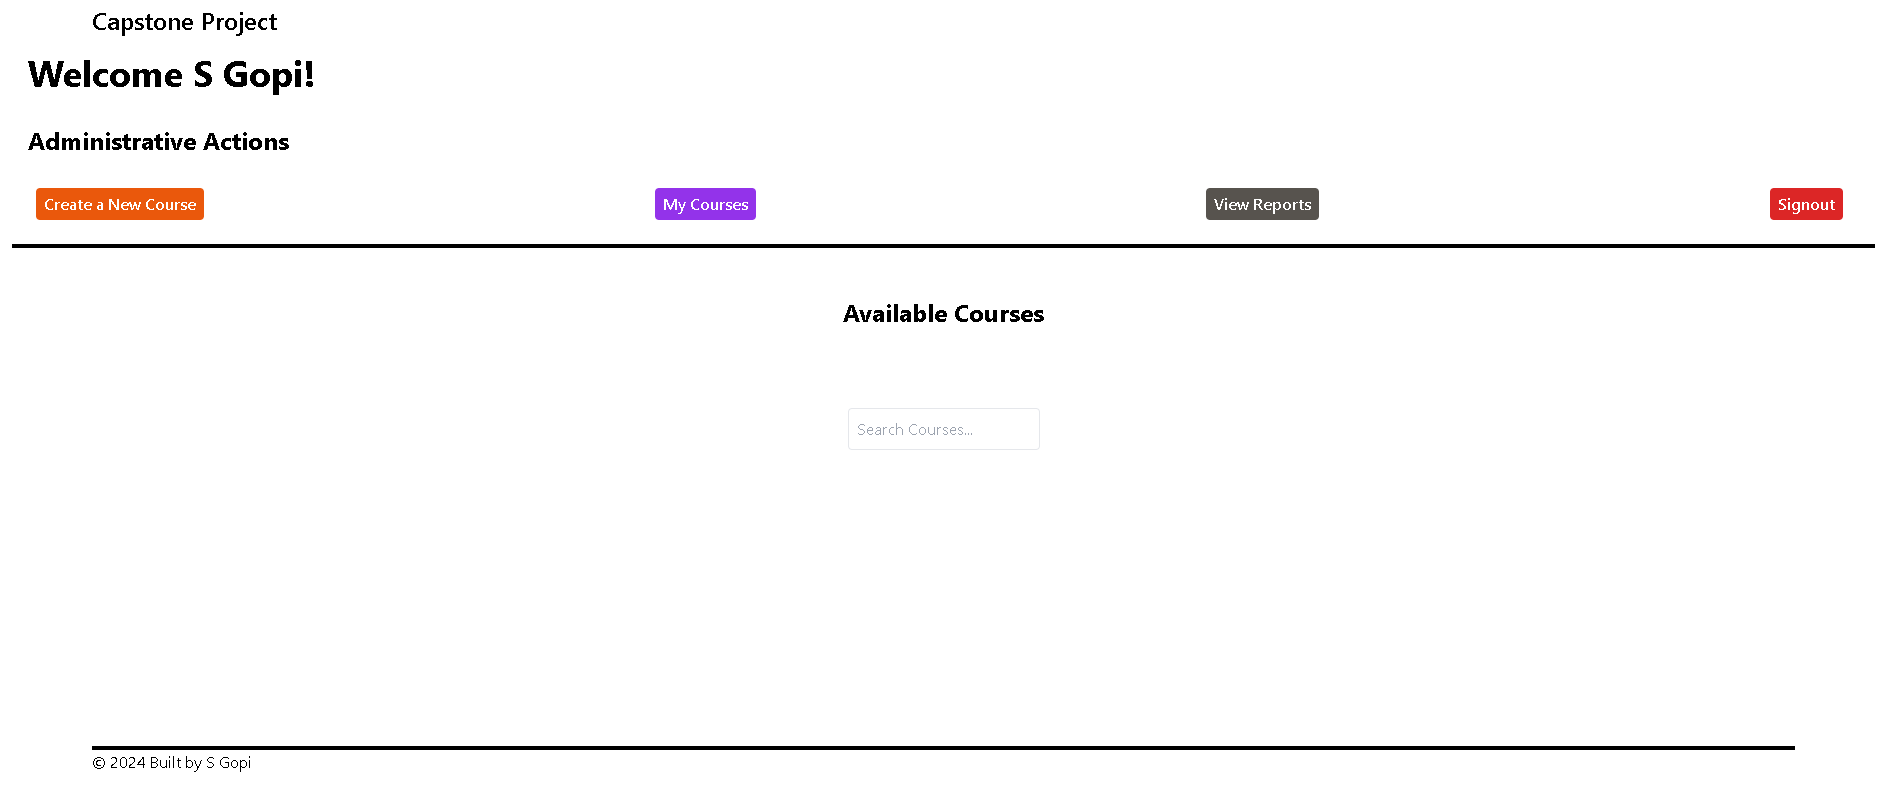 Capstone Project
Welcome S Gopi!
Administrative Actions
Create a New Course
My Courses
View Reports
Signout
Available Courses
Search Courses...
© 2024 Built by S Gopi